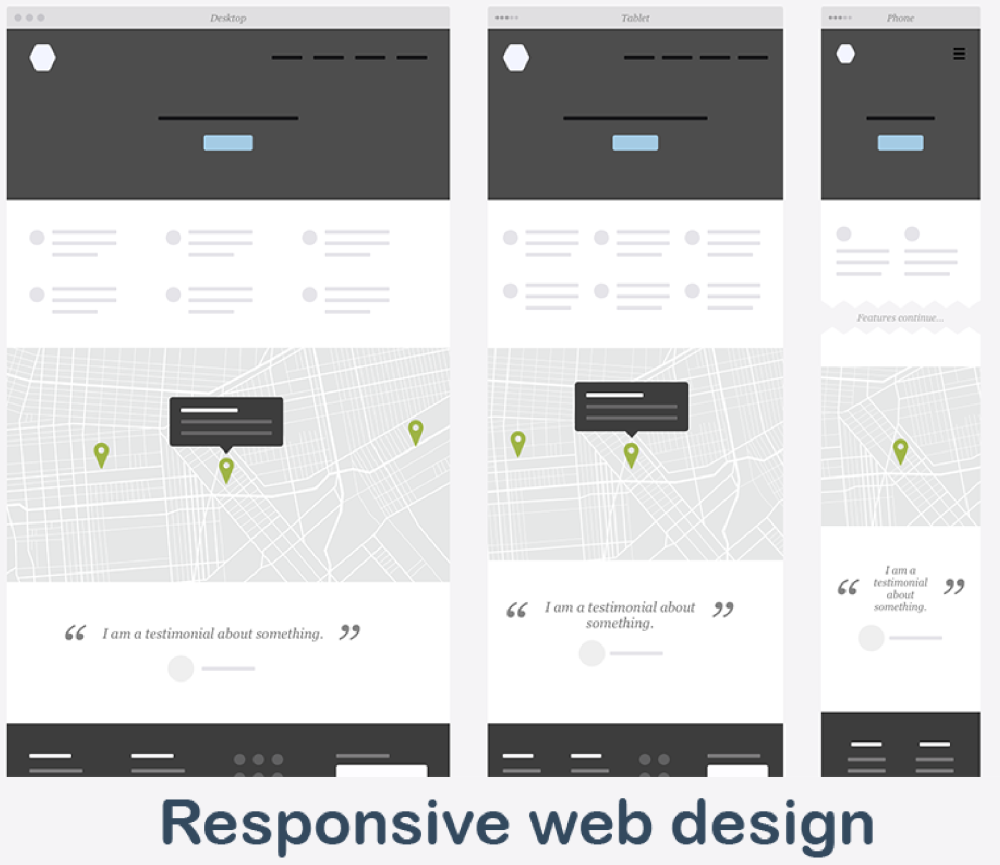 Desktop
Tablet
Phone
Features continue...
“ I am a testimonial about something. ”
“ I am a testimonial about
something. ”
“ I am a
testimonial
about
something. ”
Responsive web design